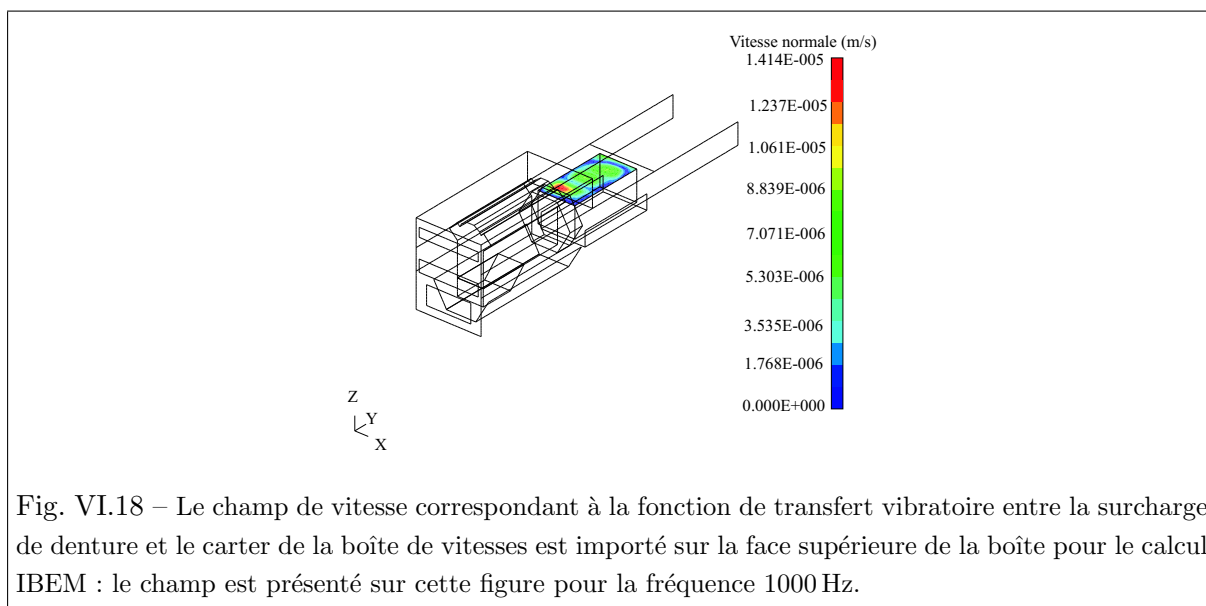 Vitesse normale (m/s)
1.414E-005
1.237E-005
1.061E-005
8.839E-006
7.071E-006
5.303E-006
3.535E-006
1.768E-006
0.000E+000
Z
Y
X
Fig. VI.18 – Le champ de vitesse correspondant à la fonction de transfert vibratoire entre la surcharge
de denture et le carter de la boîte de vitesses est importé sur la face supérieure de la boîte pour le calcul
IBEM : le champ est présenté sur cette figure pour la fréquence 1000 Hz.